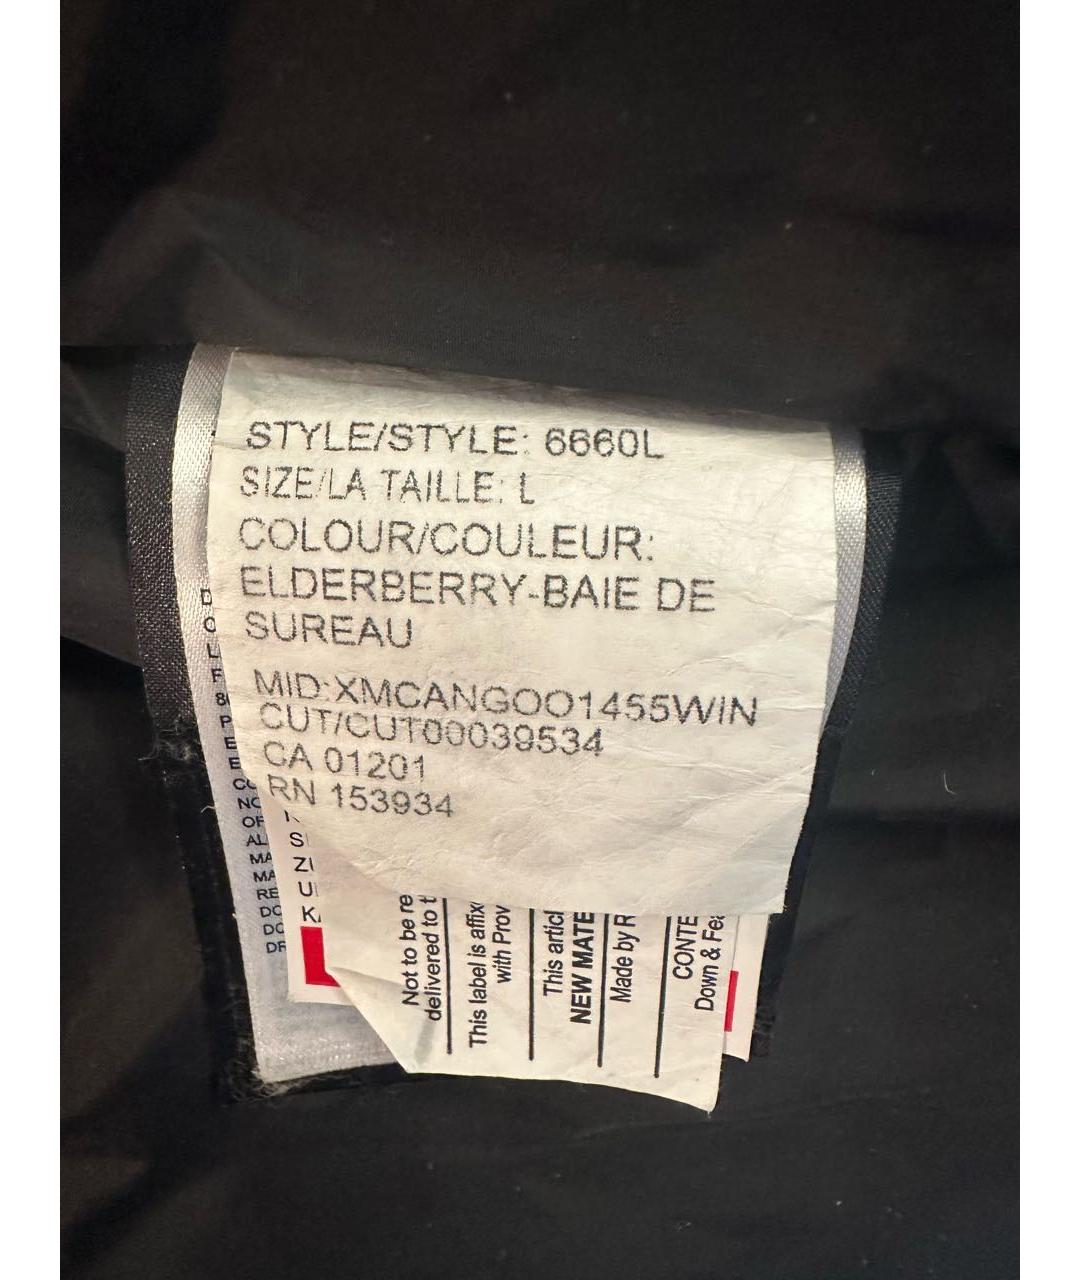 STYLE/STYLE: 6660L
SIZE/LA TAILLE: L
COLOUR/COULEUR:
ELDERBERRY-BAIE DE
SUREAU
MID:XMCANGOO1455WIN
CUT/CUT00039534
CA 01201
RN 153934
Not to be re
delivered to t
This label is affix
with Prov
This artic
NEW MATE
Made by R
CONTE
Down & Fea